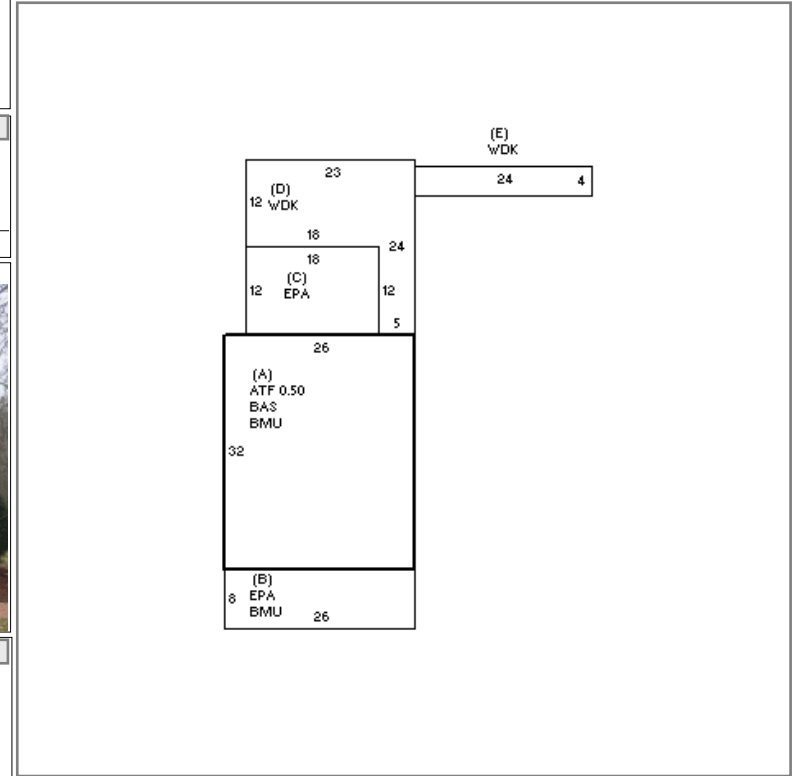 (E)
WDK
24 4
23
(D)
12 WDK
18
24
18
(C)
12 EPA 12
5
26
(A)
ATF 0.50
BAS
BMU
32
(B)
8 EPA
BMU 26